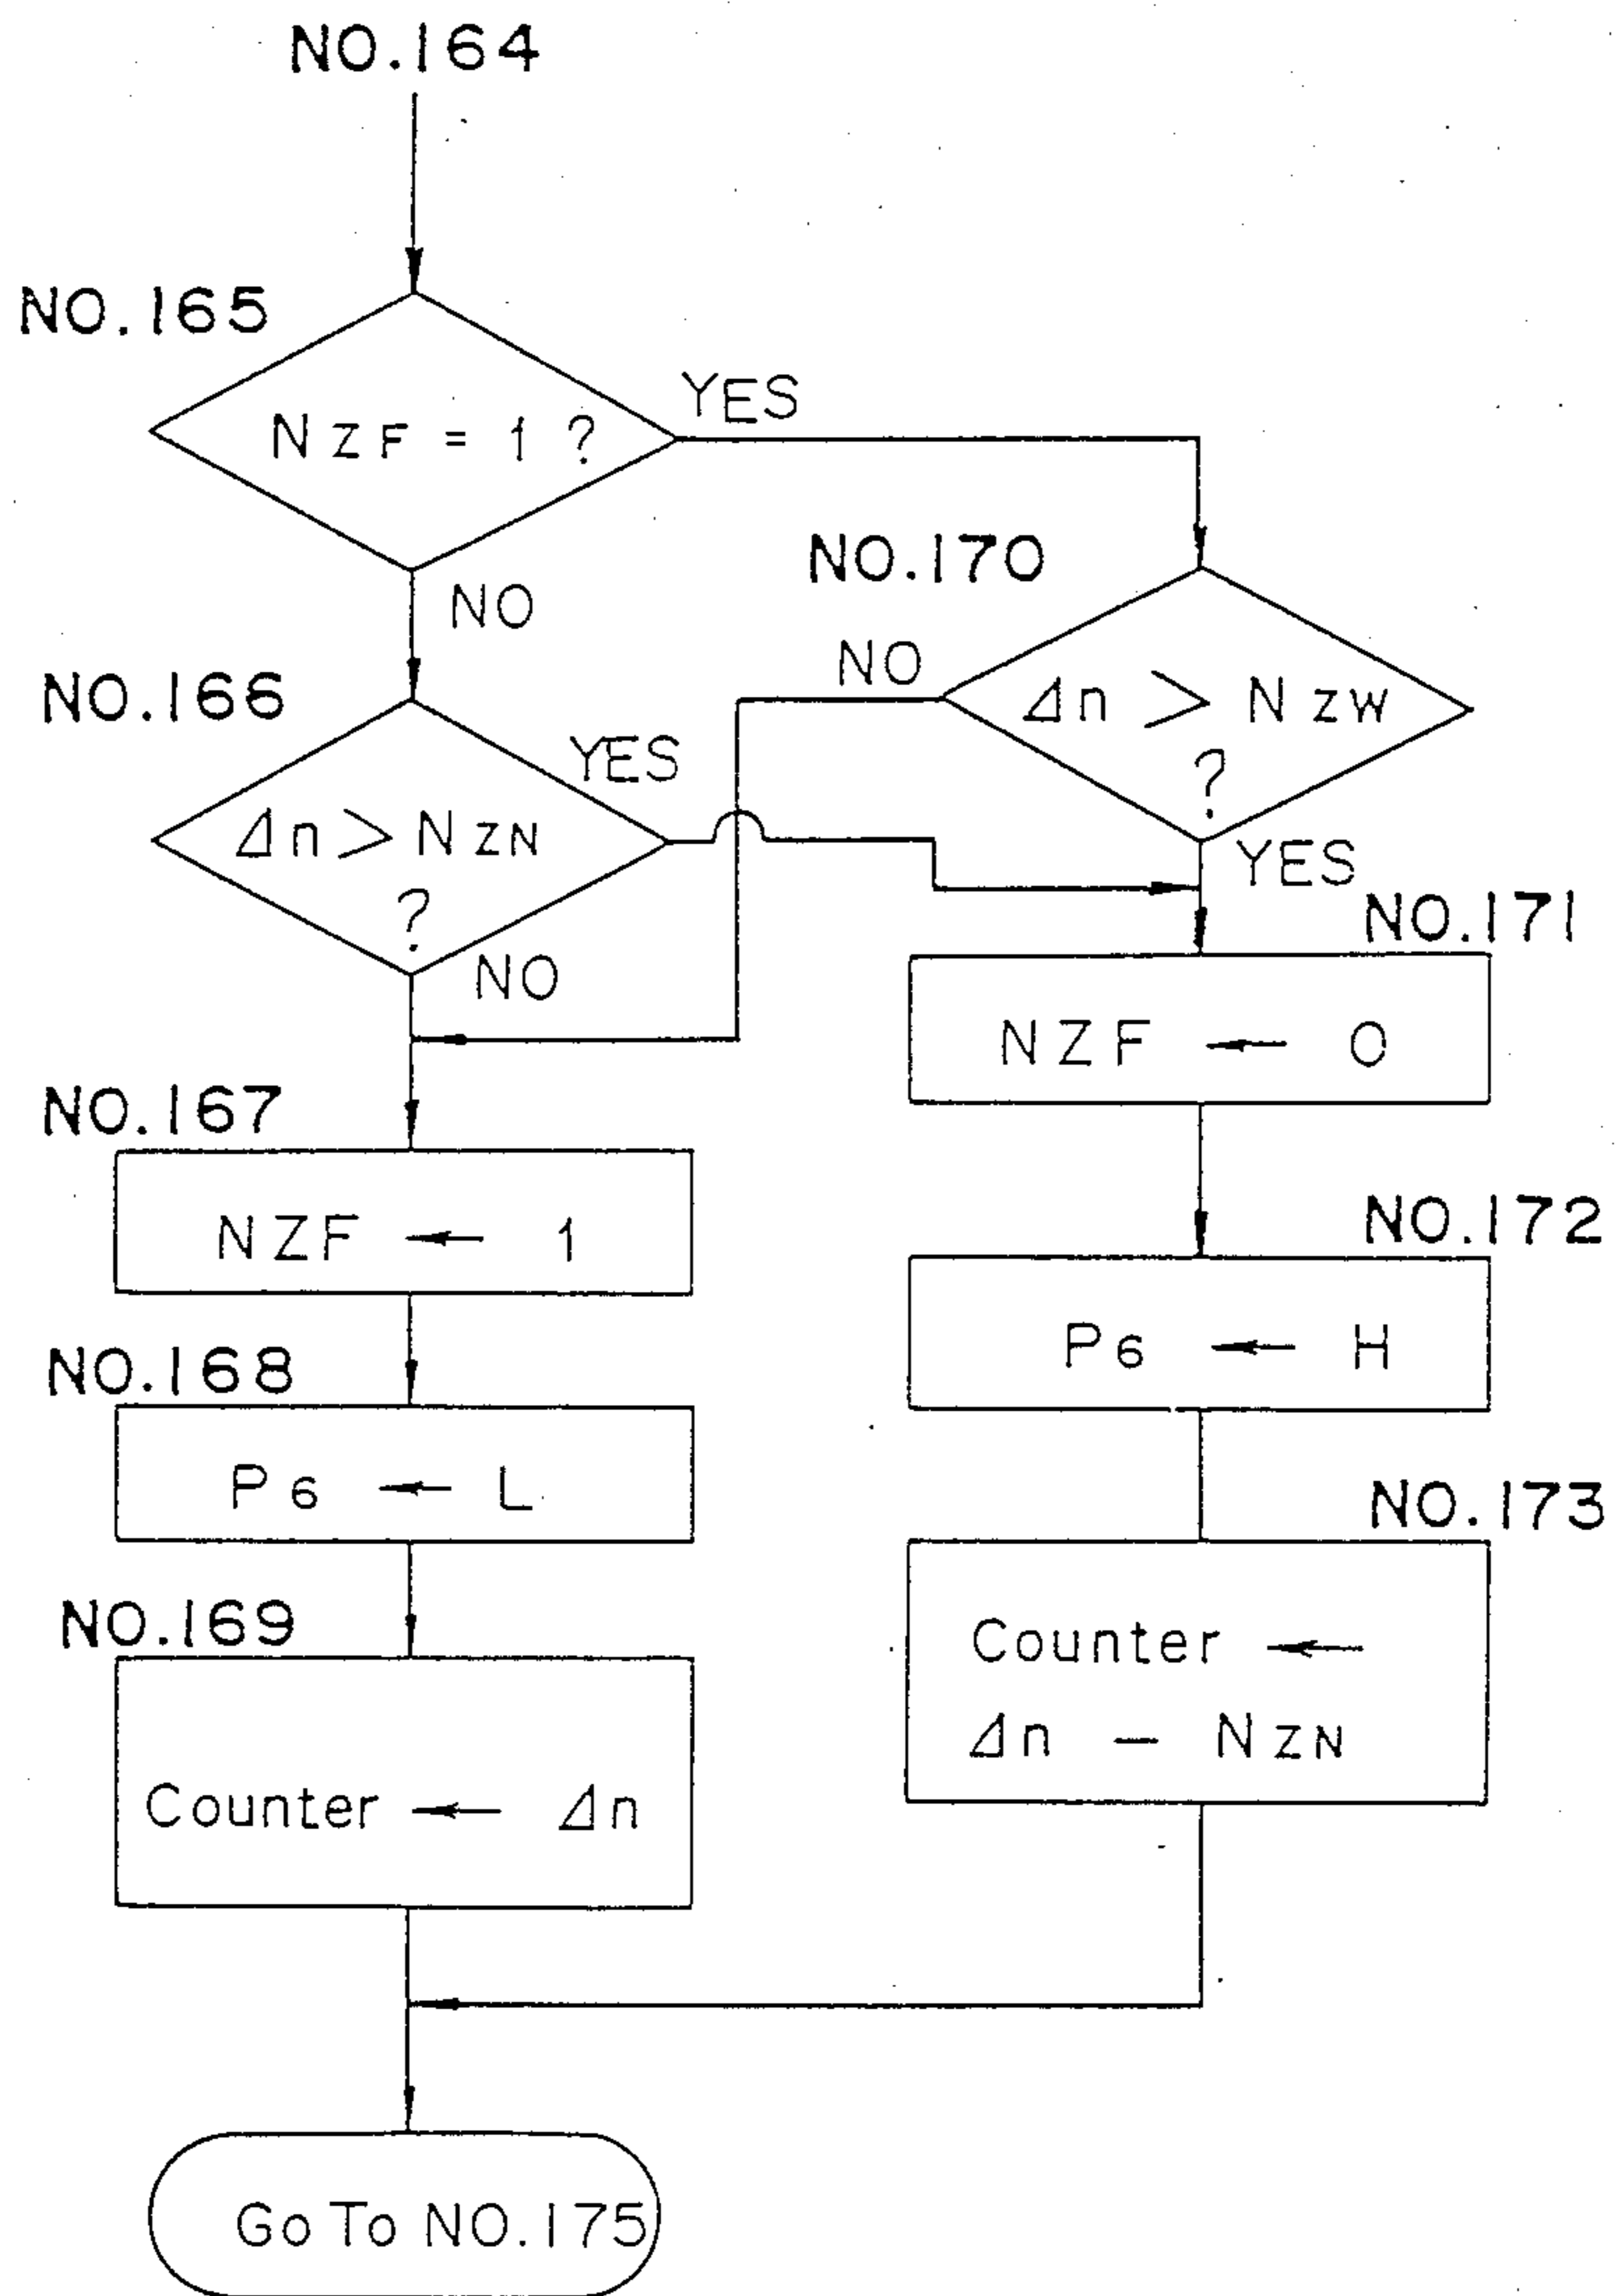 NO.164
NO.165
NZF = 1 ?
YES
NO
NO.166
Δn > NZN
?
YES
NO
NO.170
NO
Δn > NZW
?
YES
NO.167
NZF ← 1
NO.168
P6 ← L
NO.169
Counter ← Δn
NO.171
NZF ← 0
NO.172
P6 ← H
NO.173
Counter ←
Δn − NZN
Go To NO.175